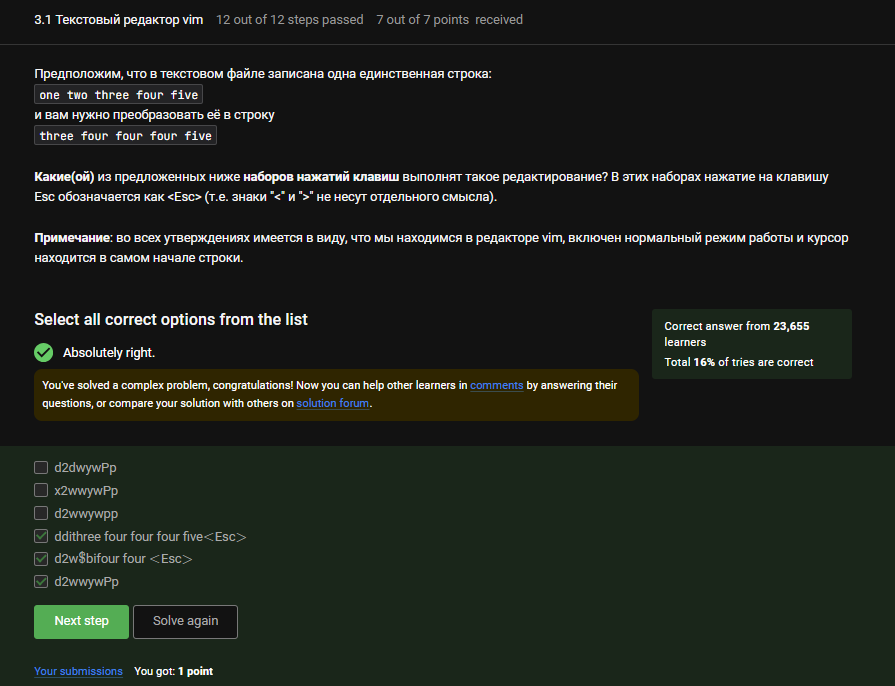 3.1 Текстовый редактор vim 12 out of 12 steps passed 7 out of 7 points received
Предположим, что в текстовом файле записана одна единственная строка:
one two three four five
и вам нужно преобразовать её в строку
three four four four five
Какие(ой) из предложенных ниже наборов нажатий клавиш выполнят такое редактирование? В этих наборах нажатие на клавишу
Esc обозначается как <Esc> (т.е. знаки "<" и ">" не несут отдельного смысла).
Примечание: во всех утверждениях имеется в виду, что мы находимся в редакторе vim, включен нормальный режим работы и курсор
находится в самом начале строки.
Select all correct options from the list
Correct answer from 23,655
learners
Total 16% of tries are correct
Absolutely right.
You've solved a complex problem, congratulations! Now you can help other learners in comments by answering their
questions, or compare your solution with others on solution forum.
d2dwywPp
x2wwywPp
d2wwywpp
ddithree four four four five<Esc>
d2w$bifour four <Esc>
d2wwywPp
Next step Solve again
Your submissions You got: 1 point